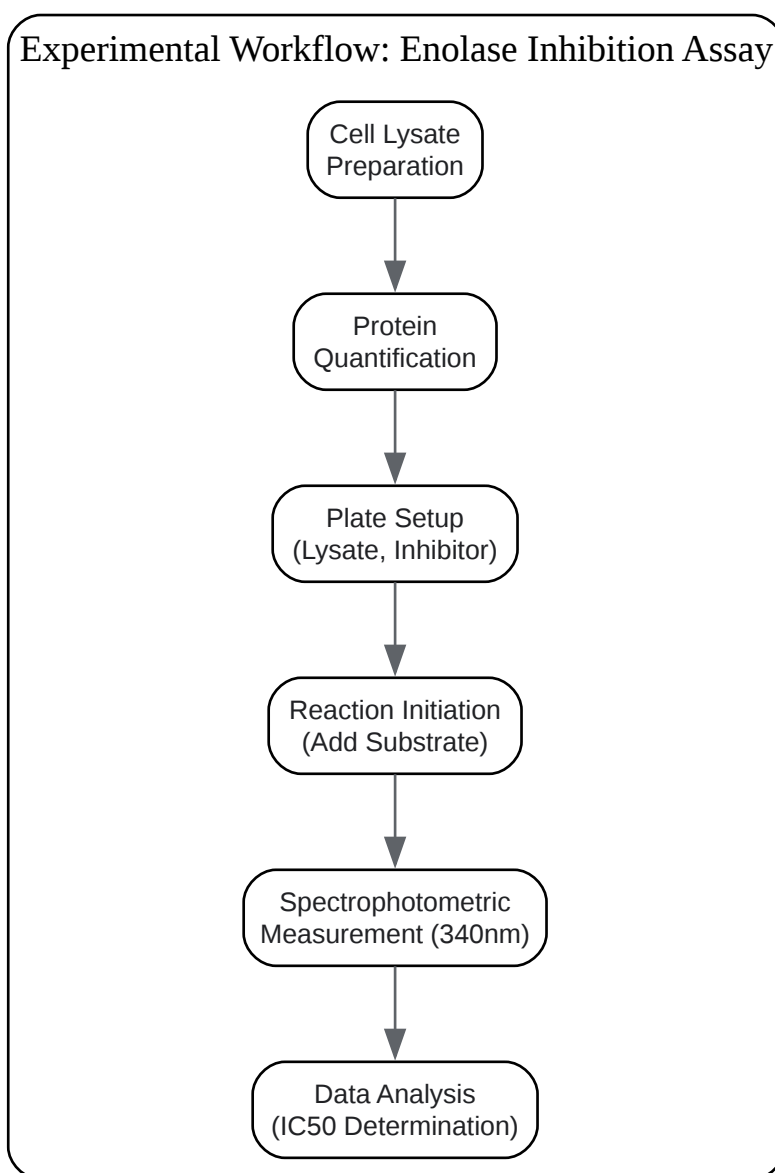 Experimental Workflow: Enolase Inhibition Assay
Cell Lysate
Preparation
Protein
Quantification
Plate Setup
(Lysate, Inhibitor)
Reaction Initiation
(Add Substrate)
Spectrophotometric
Measurement (340nm)
Data Analysis
(IC50 Determination)